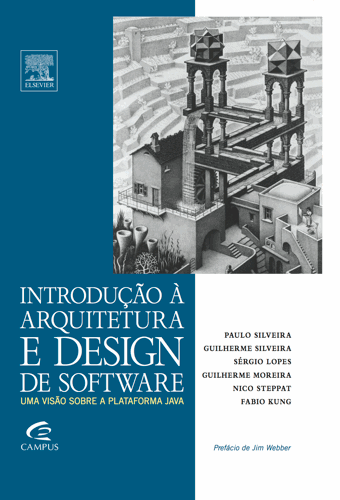 ELSEVIER
INTRODUÇÃO À
ARQUITETURA
E DESIGN
DE SOFTWARE
UMA VISÃO SOBRE A PLATAFORMA JAVA
PAULO SILVEIRA
GUILHERME SILVEIRA
SÉRGIO LOPES
GUILHERME MOREIRA
NICO STEPPAT
FABIO KUNG
Prefácio de Jim Webber
CAMPUS